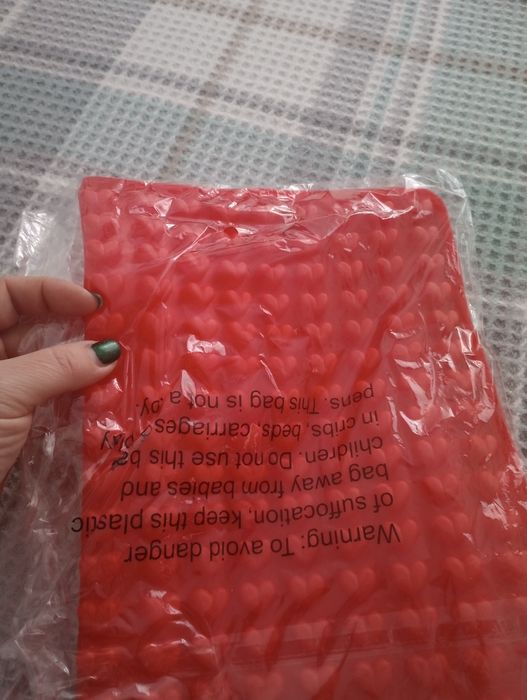 Warning: To avoid danger
of suffocation, keep this plastic
bag away from babies and
children. Do not use this
in cribs, beds, carriages play
pens. This bag is not a